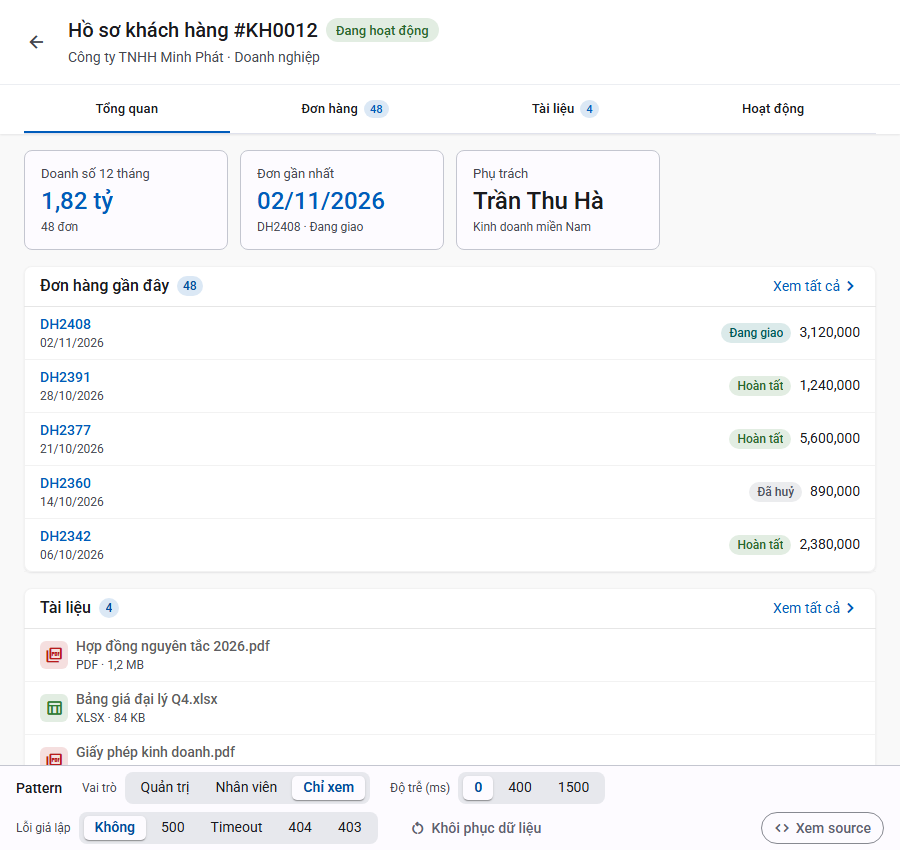 Hồ sơ khách hàng #KH0012 Đang hoạt động
Công ty TNHH Minh Phát · Doanh nghiệp
Tổng quan Đơn hàng 48 Tài liệu 4 Hoạt động
Doanh số 12 tháng Đơn gần nhất Phụ trách
1,82 tỷ 02/11/2026 Trần Thu Hà
48 đơn DH2408 · Đang giao Kinh doanh miền Nam
Đơn hàng gần đây 48 Xem tất cả
DH2408
02/11/2026
Đang giao 3,120,000
DH2391
28/10/2026
Hoàn tất 1,240,000
DH2377
21/10/2026
Hoàn tất 5,600,000
DH2360
14/10/2026
Đã huỷ 890,000
DH2342
06/10/2026
Hoàn tất 2,380,000
Tài liệu 4 Xem tất cả
Hợp đồng nguyên tắc 2026.pdf
PDF · 1,2 MB
Bảng giá đại lý Q4.xlsx
XLSX · 84 KB
Giấy phép kinh doanh.pdf
Pattern Vai trò Quản trị Nhân viên Chỉ xem Độ trễ (ms) 0 400 1500
Lỗi giả lập Không 500 Timeout 404 403 Khôi phục dữ liệu Xem source